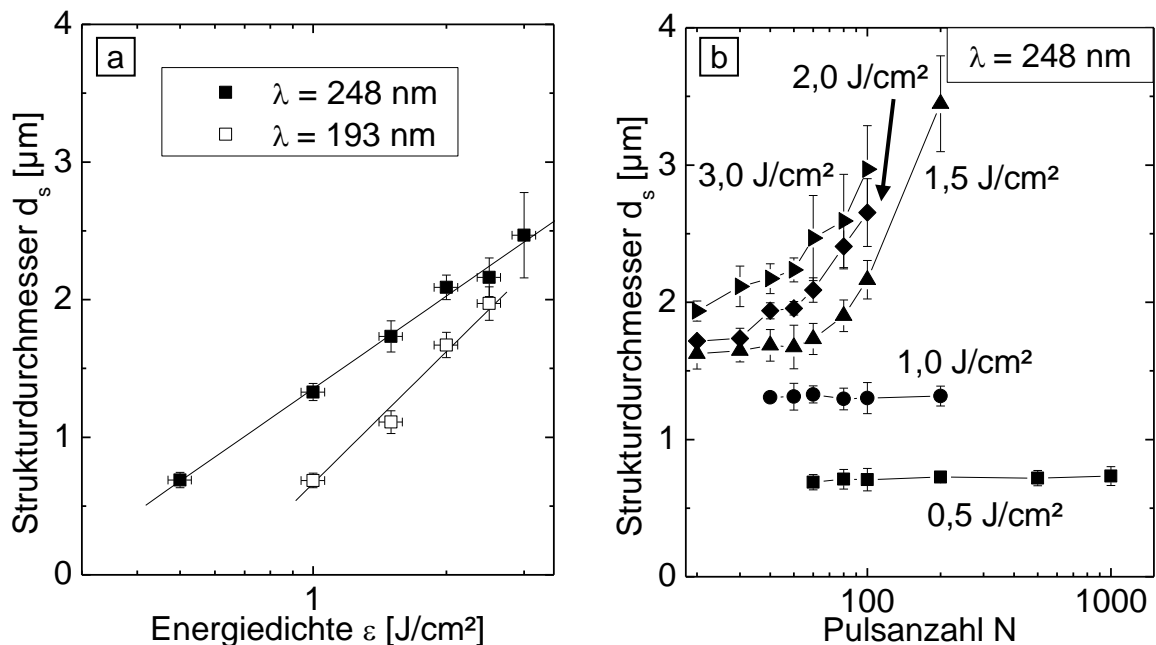 a
λ = 248 nm
λ = 193 nm
Strukturdurchmesser dₛ [µm]
4
3
2
1
0
1
Energiedichte ε [J/cm²]
b
λ = 248 nm
2,0 J/cm²
3,0 J/cm²
1,5 J/cm²
1,0 J/cm²
0,5 J/cm²
Strukturdurchmesser dₛ [µm]
4
3
2
1
0
100
1000
Pulsanzahl N